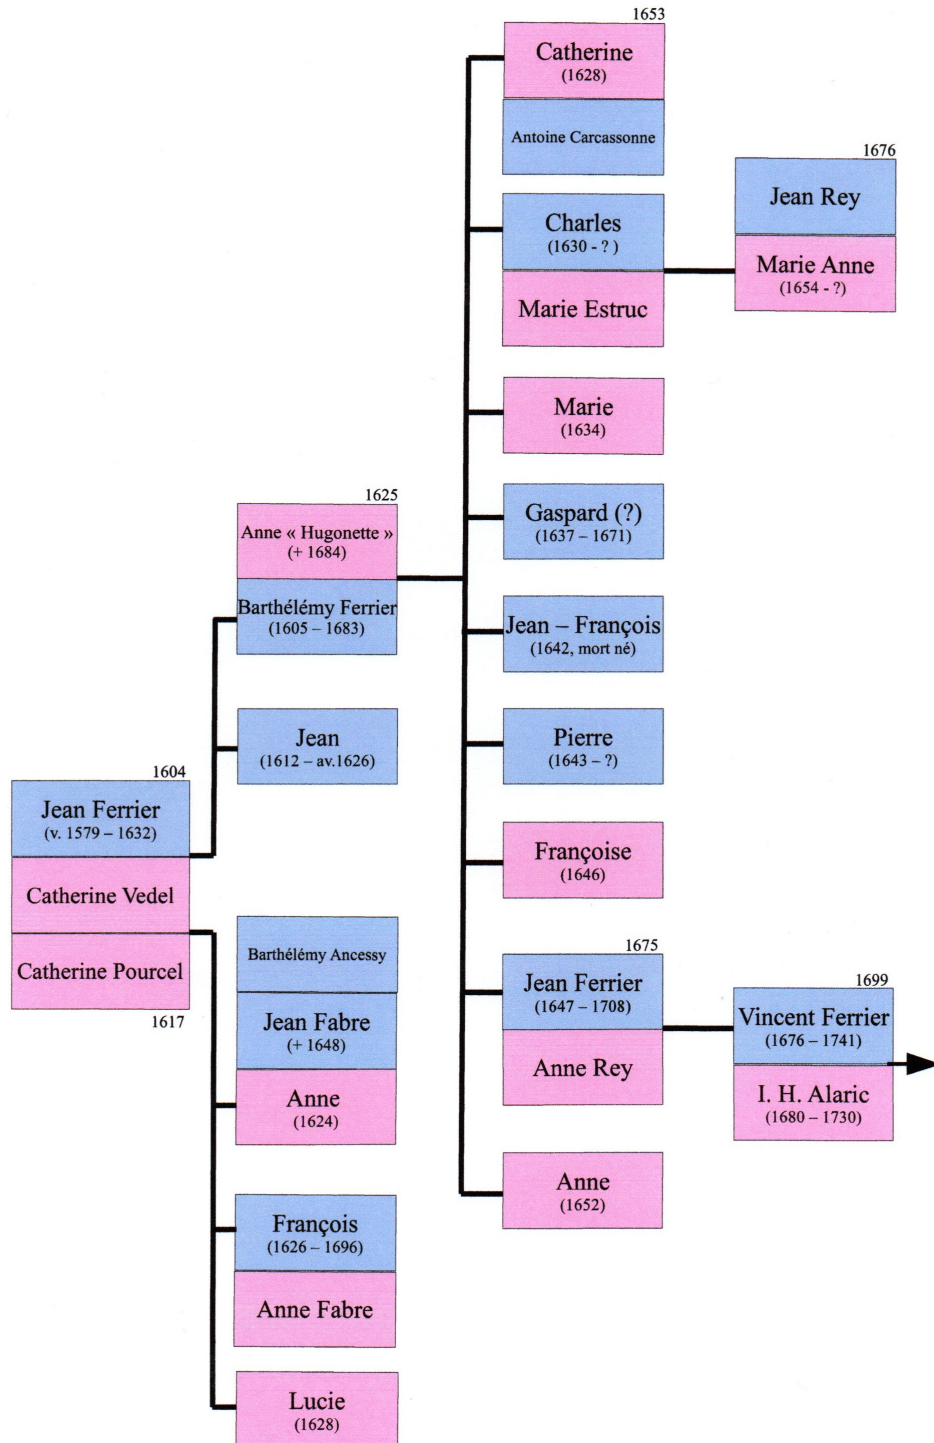 1604
Jean Ferrier
(v. 1579 – 1632)
Catherine Vedel
Catherine Pourcel
1617
1625
Anne « Hugonette »
(+ 1684)
Barthélémy Ferrier
(1605 – 1683)
Jean
(1612 – av.1626)
Barthélémy Ancessy
Jean Fabre
(+ 1648)
Anne
(1624)
François
(1626 – 1696)
Anne Fabre
Lucie
(1628)
1653
Catherine
(1628)
Antoine Carcassonne
Charles
(1630 - ? )
Marie Estruc
Marie
(1634)
Gaspard (?)
(1637 – 1671)
Jean – François
(1642, mort né)
Pierre
(1643 – ?)
Françoise
(1646)
1675
Jean Ferrier
(1647 – 1708)
Anne Rey
Anne
(1652)
1676
Jean Rey
Marie Anne
(1654 - ?)
1699
Vincent Ferrier
(1676 – 1741)
I. H. Alaric
(1680 – 1730)